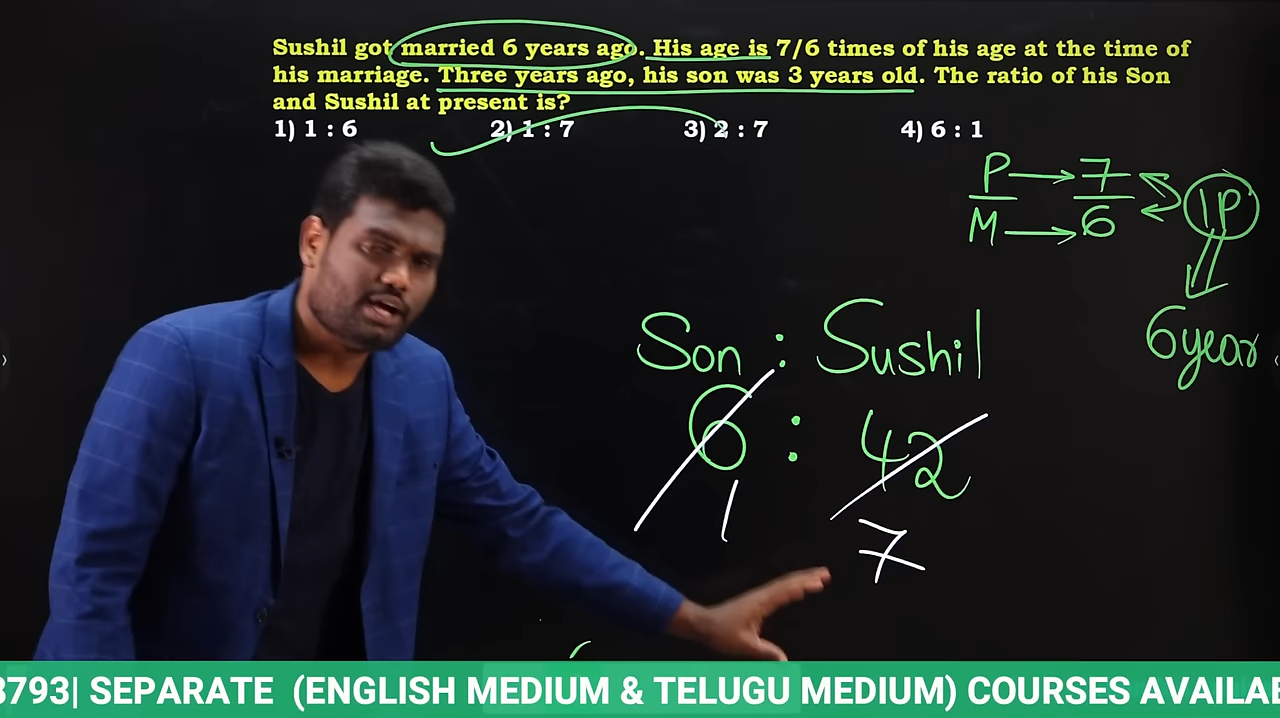 Sushil got married 6 years ago. His age is 7/6 times of his age at the time of
his marriage. Three years ago, his son was 3 years old. The ratio of his Son
and Sushil at present is?
1) 1 : 6 2) 1 : 7 3) 2 : 7 4) 6 : 1
P → 7
M → 6
1P
6year
Son : Sushil
6 : 42
1 7
3793| SEPARATE (ENGLISH MEDIUM & TELUGU MEDIUM) COURSES AVAILA